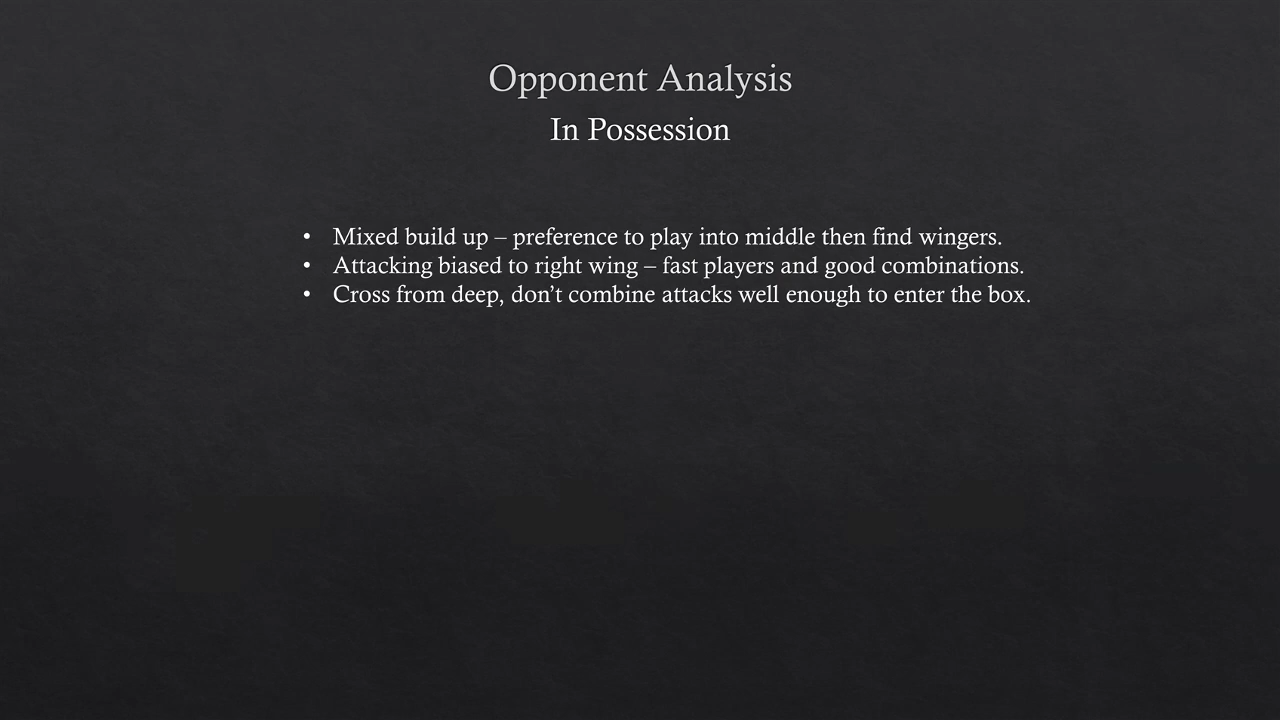 Opponent Analysis
In Possession
• Mixed build up – preference to play into middle then find wingers.
• Attacking biased to right wing – fast players and good combinations.
• Cross from deep, don’t combine attacks well enough to enter the box.